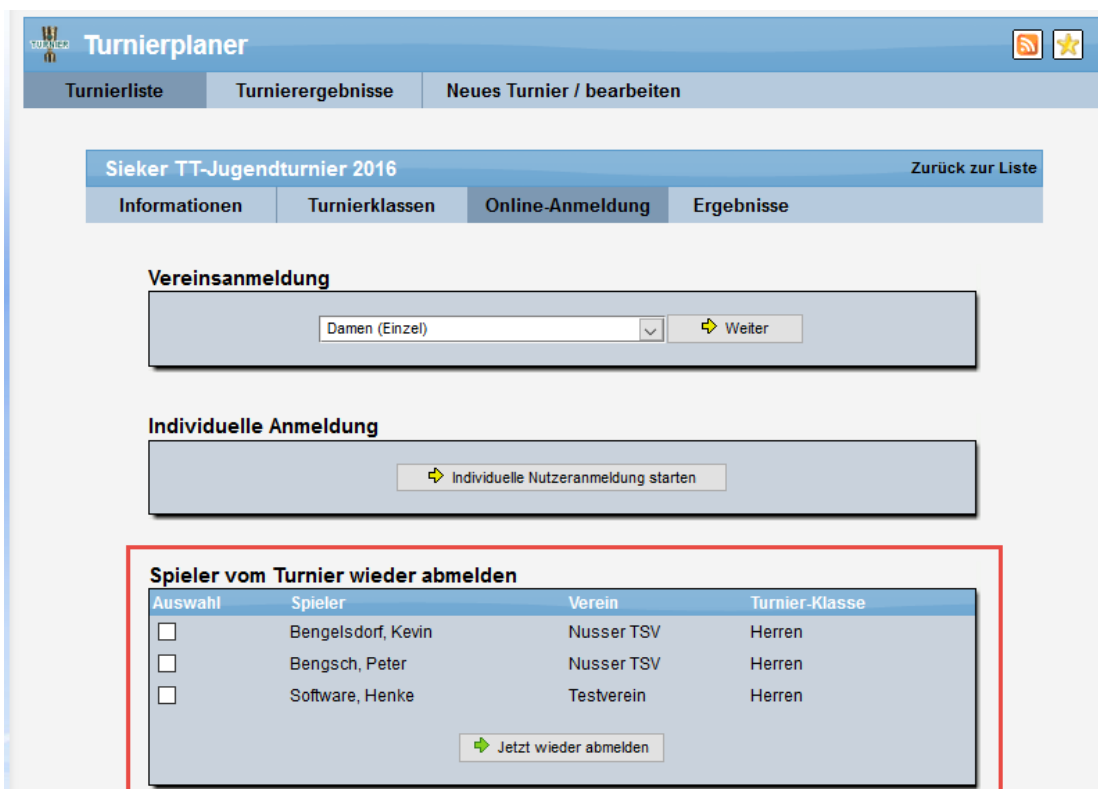 TURNIER Turnierplaner
Turnierliste Turnierergebnisse Neues Turnier / bearbeiten
Sieker TT-Jugendturnier 2016 Zurück zur Liste
Informationen Turnierklassen Online-Anmeldung Ergebnisse
Vereinsanmeldung
Damen (Einzel) Weiter
Individuelle Anmeldung
Individuelle Nutzeranmeldung starten
Spieler vom Turnier wieder abmelden
Auswahl Spieler Verein Turnier-Klasse
Bengelsdorf, Kevin Nusser TSV Herren
Bengsch, Peter Nusser TSV Herren
Software, Henke Testverein Herren
Jetzt wieder abmelden